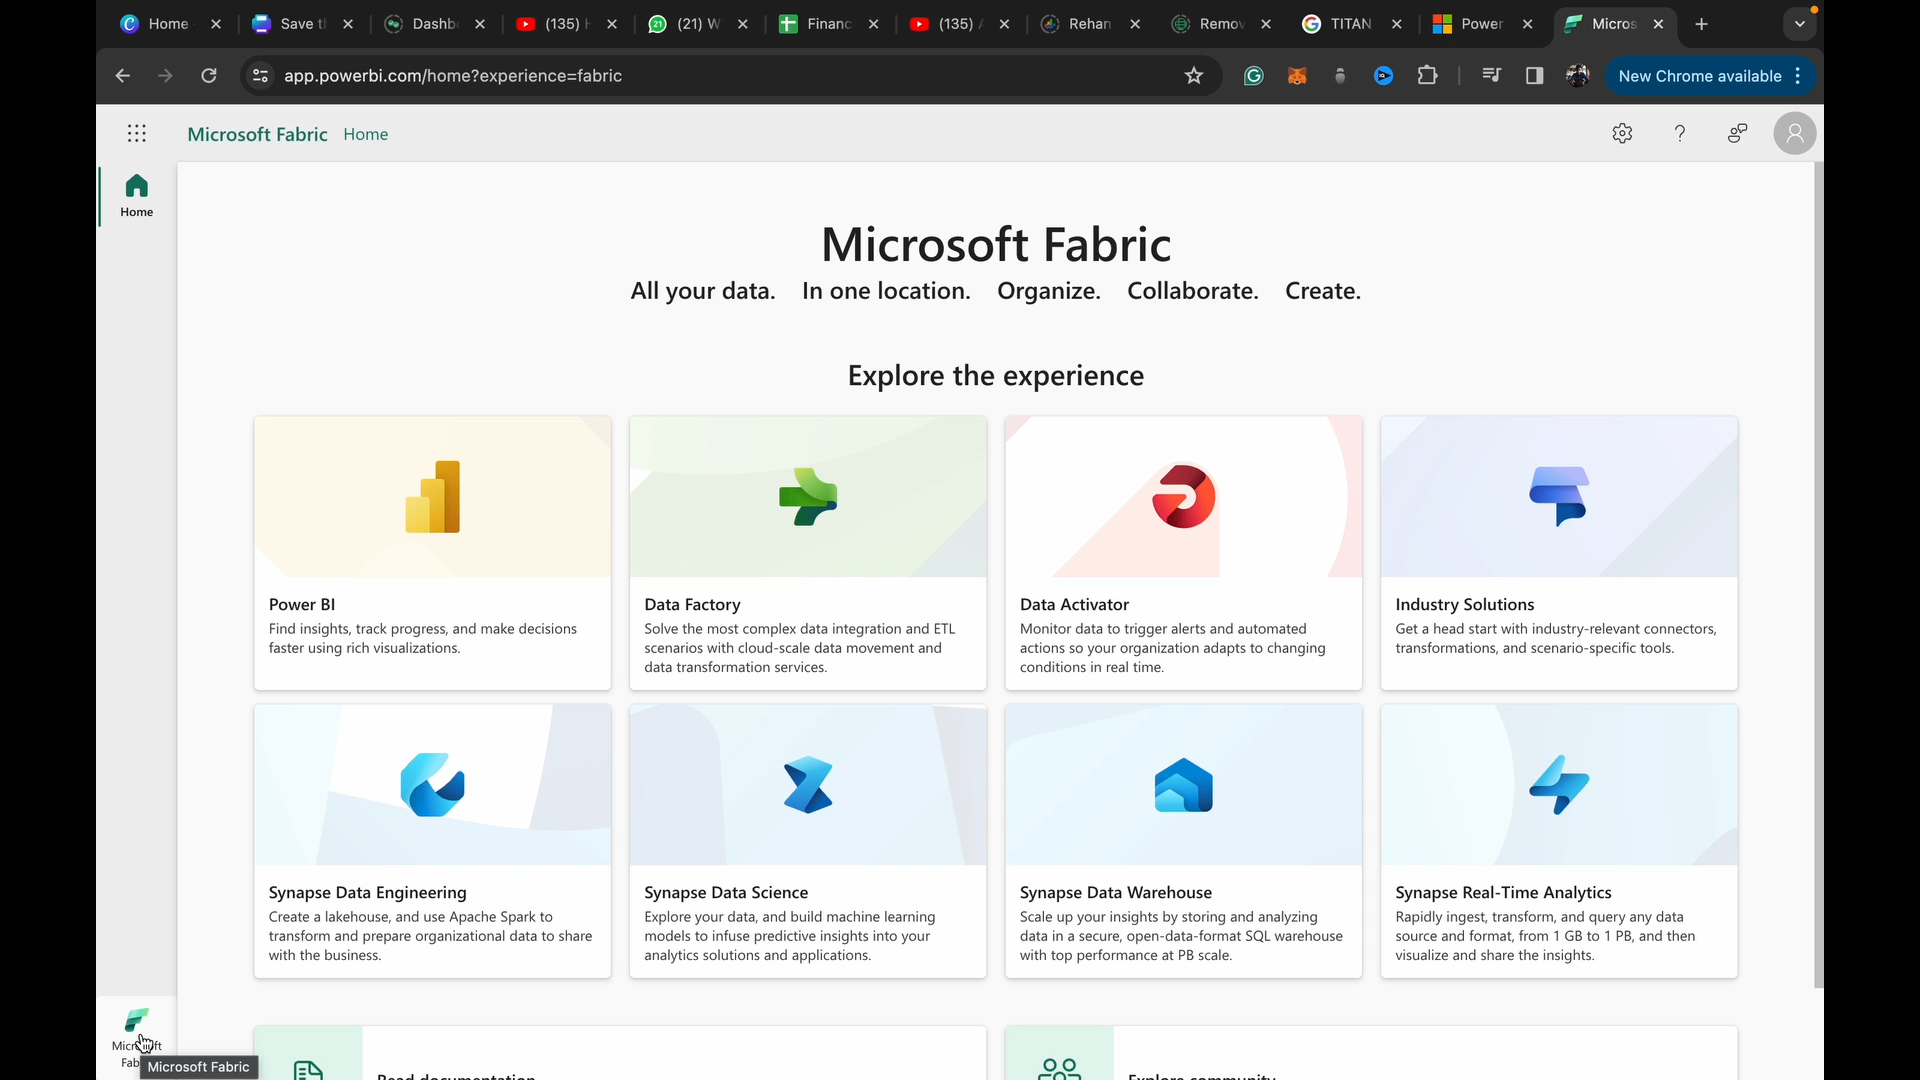 Home
Save tl
Dashb
(135) H
21
(21) W
Financ
(135) A
Rehan
Remov
TITAN
Power
Micros
app.powerbi.com/home?experience=fabric
New Chrome available
Microsoft Fabric Home
Home
Microsoft Fabric
All your data. In one location. Organize. Collaborate. Create.
Explore the experience
Power BI
Find insights, track progress, and make decisions
faster using rich visualizations.
Data Factory
Solve the most complex data integration and ETL
scenarios with cloud-scale data movement and
data transformation services.
Data Activator
Monitor data to trigger alerts and automated
actions so your organization adapts to changing
conditions in real time.
Industry Solutions
Get a head start with industry-relevant connectors,
transformations, and scenario-specific tools.
Synapse Data Engineering
Create a lakehouse, and use Apache Spark to
transform and prepare organizational data to share
with the business.
Synapse Data Science
Explore your data, and build machine learning
models to infuse predictive insights into your
analytics solutions and applications.
Synapse Data Warehouse
Scale up your insights by storing and analyzing
data in a secure, open-data-format SQL warehouse
with top performance at PB scale.
Synapse Real-Time Analytics
Rapidly ingest, transform, and query any data
source and format, from 1 GB to 1 PB, and then
visualize and share the insights.
Microsoft
Fab
Microsoft Fabric
Read documentation
Explore community